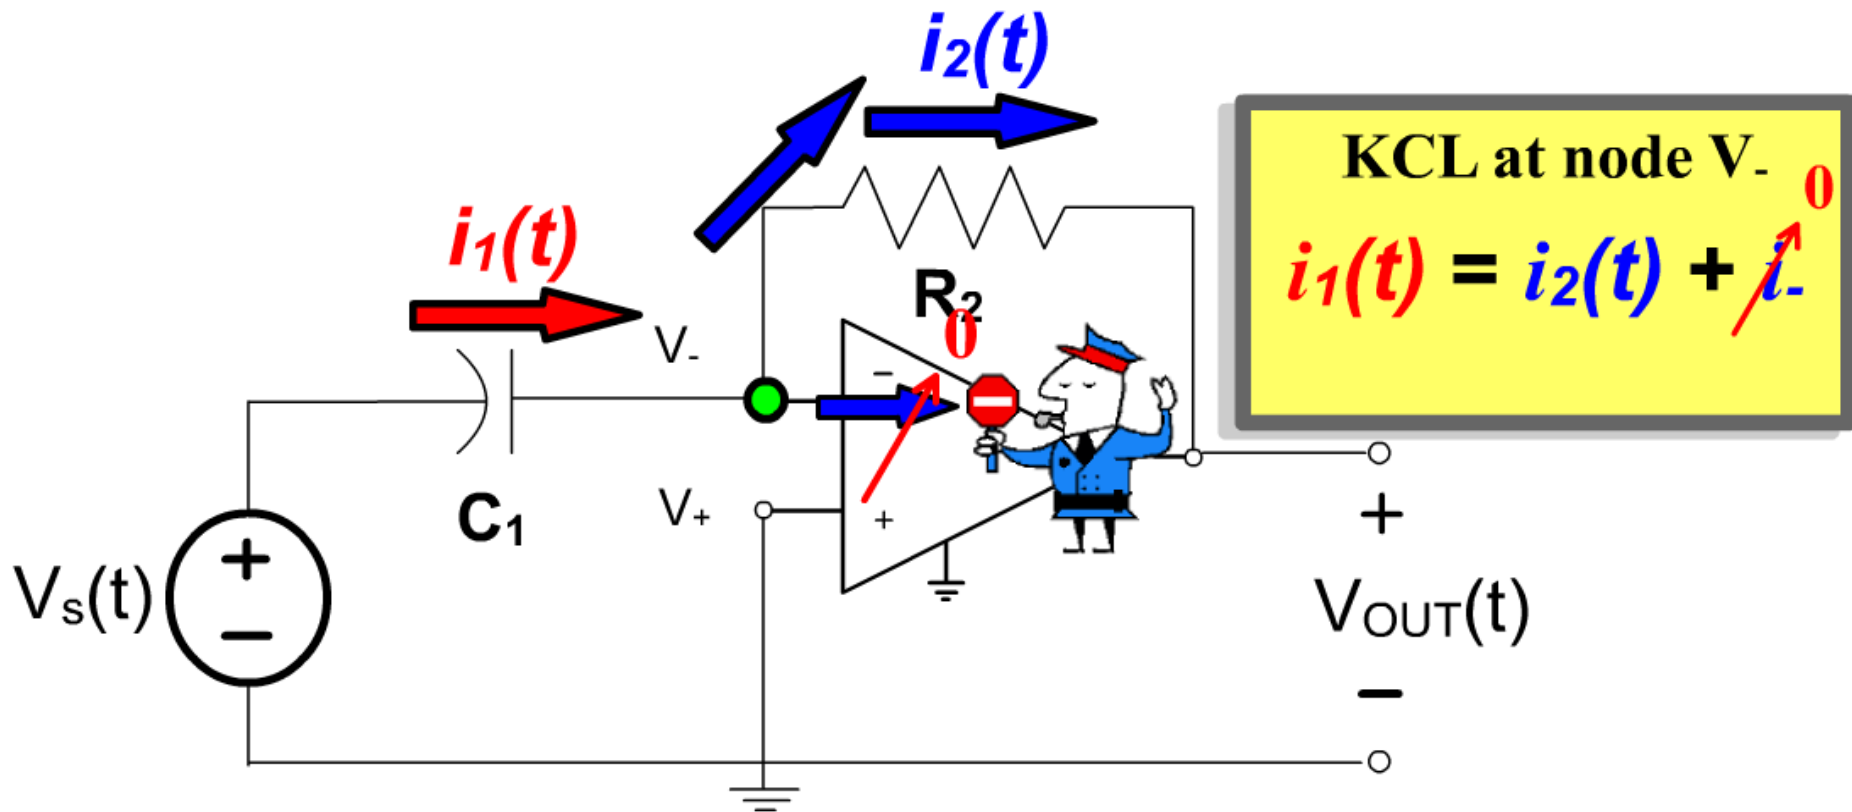 i2(t)
KCL at node V-
0
i1(t) = i2(t) + i-
i1(t)
R2
0
V-
−
C1
V+
+
+
Vs(t)
+
−
VOUT(t)
−